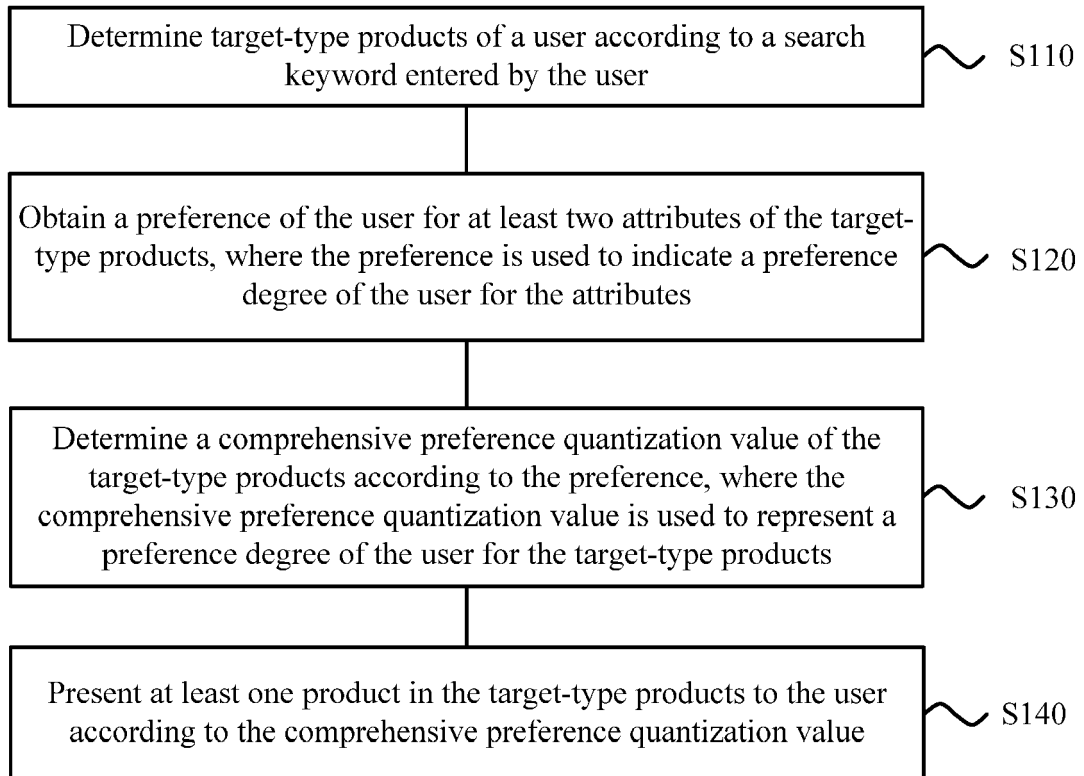 Determine target-type products of a user according to a search
keyword entered by the user
S110
Obtain a preference of the user for at least two attributes of the target-
type products, where the preference is used to indicate a preference
degree of the user for the attributes
S120
Determine a comprehensive preference quantization value of the
target-type products according to the preference, where the
comprehensive preference quantization value is used to represent a
preference degree of the user for the target-type products
S130
Present at least one product in the target-type products to the user
according to the comprehensive preference quantization value
S140